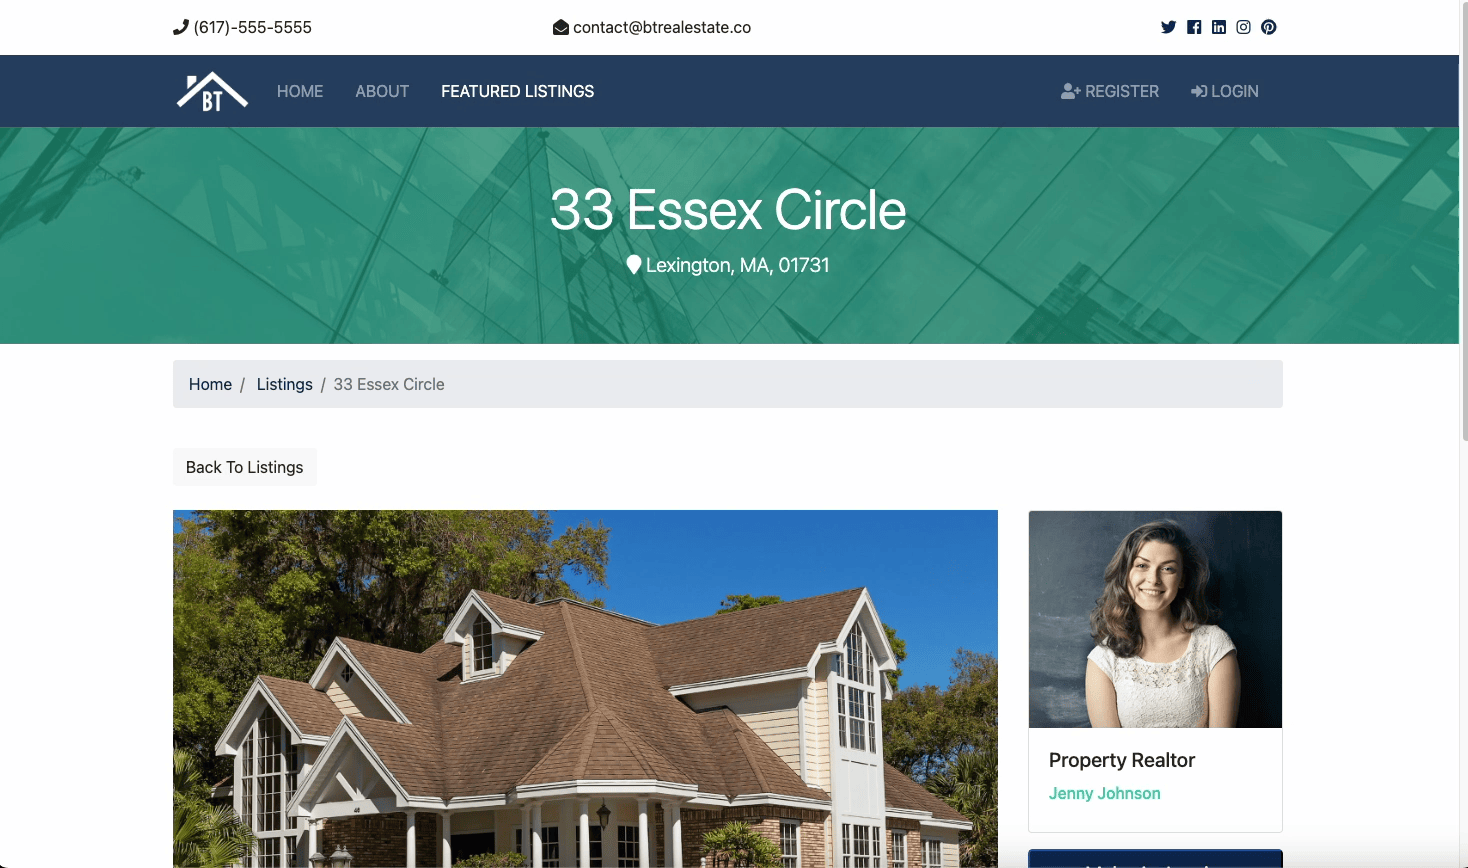 (617)-555-5555
contact@btrealestate.co
BT
HOME
ABOUT
FEATURED LISTINGS
REGISTER
LOGIN
33 Essex Circle
Lexington, MA, 01731
Home / Listings / 33 Essex Circle
Back To Listings
Property Realtor
Jenny Johnson